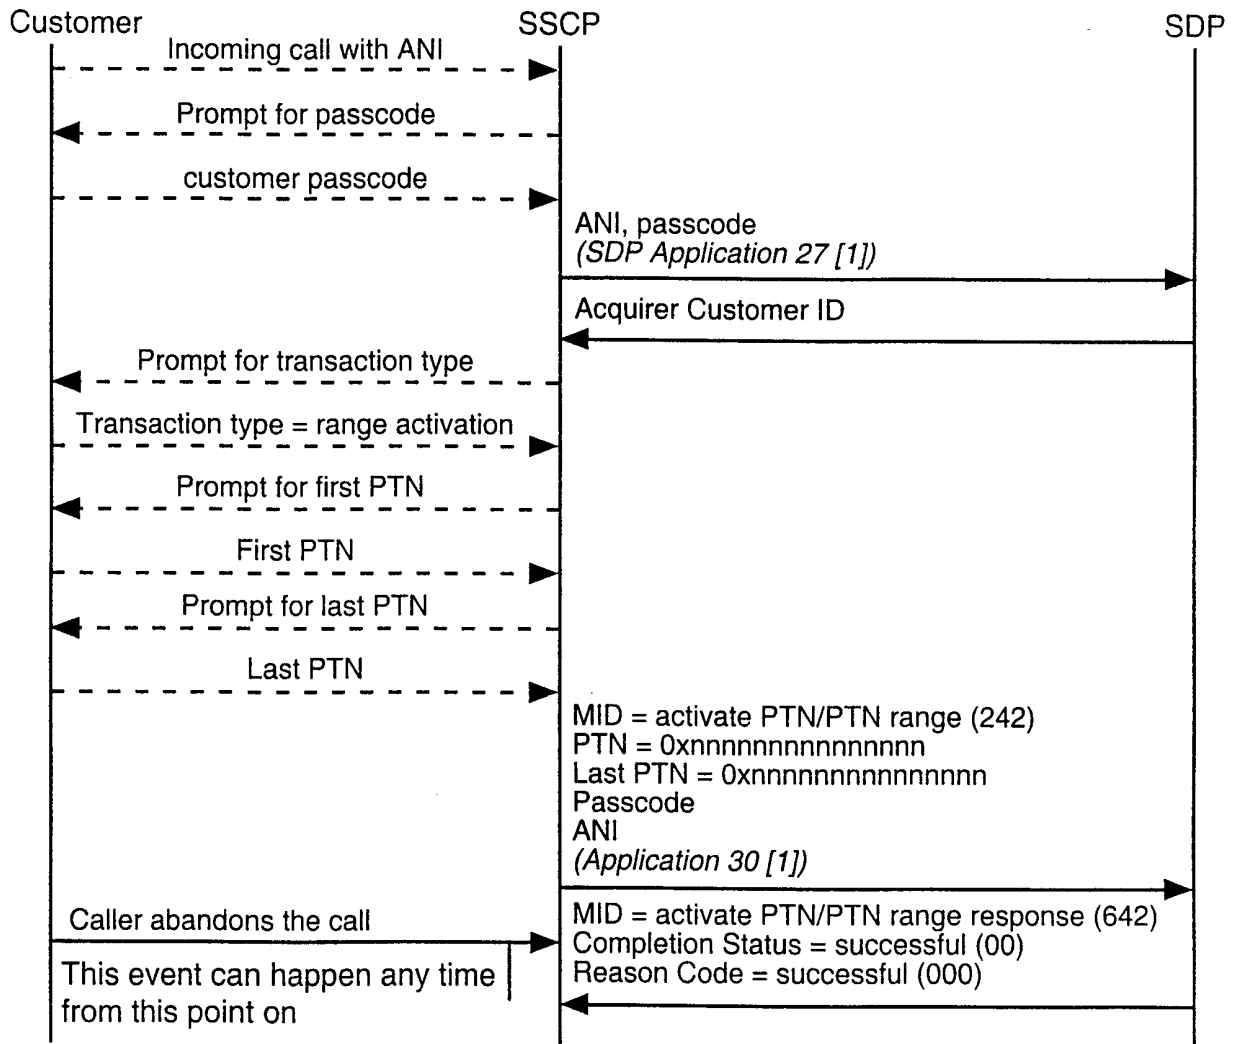 Customer
SSCP
SDP
Incoming call with ANI
Prompt for passcode
customer passcode
ANI, passcode
(SDP Application 27 [1])
Acquirer Customer ID
Prompt for transaction type
Transaction type = range activation
Prompt for first PTN
First PTN
Prompt for last PTN
Last PTN
MID = activate PTN/PTN range (242)
PTN = 0xnnnnnnnnnnnnnnnn
Last PTN = 0xnnnnnnnnnnnnnnnn
Passcode
ANI
(Application 30 [1])
Caller abandons the call
This event can happen any time
from this point on
MID = activate PTN/PTN range response (642)
Completion Status = successful (00)
Reason Code = successful (000)